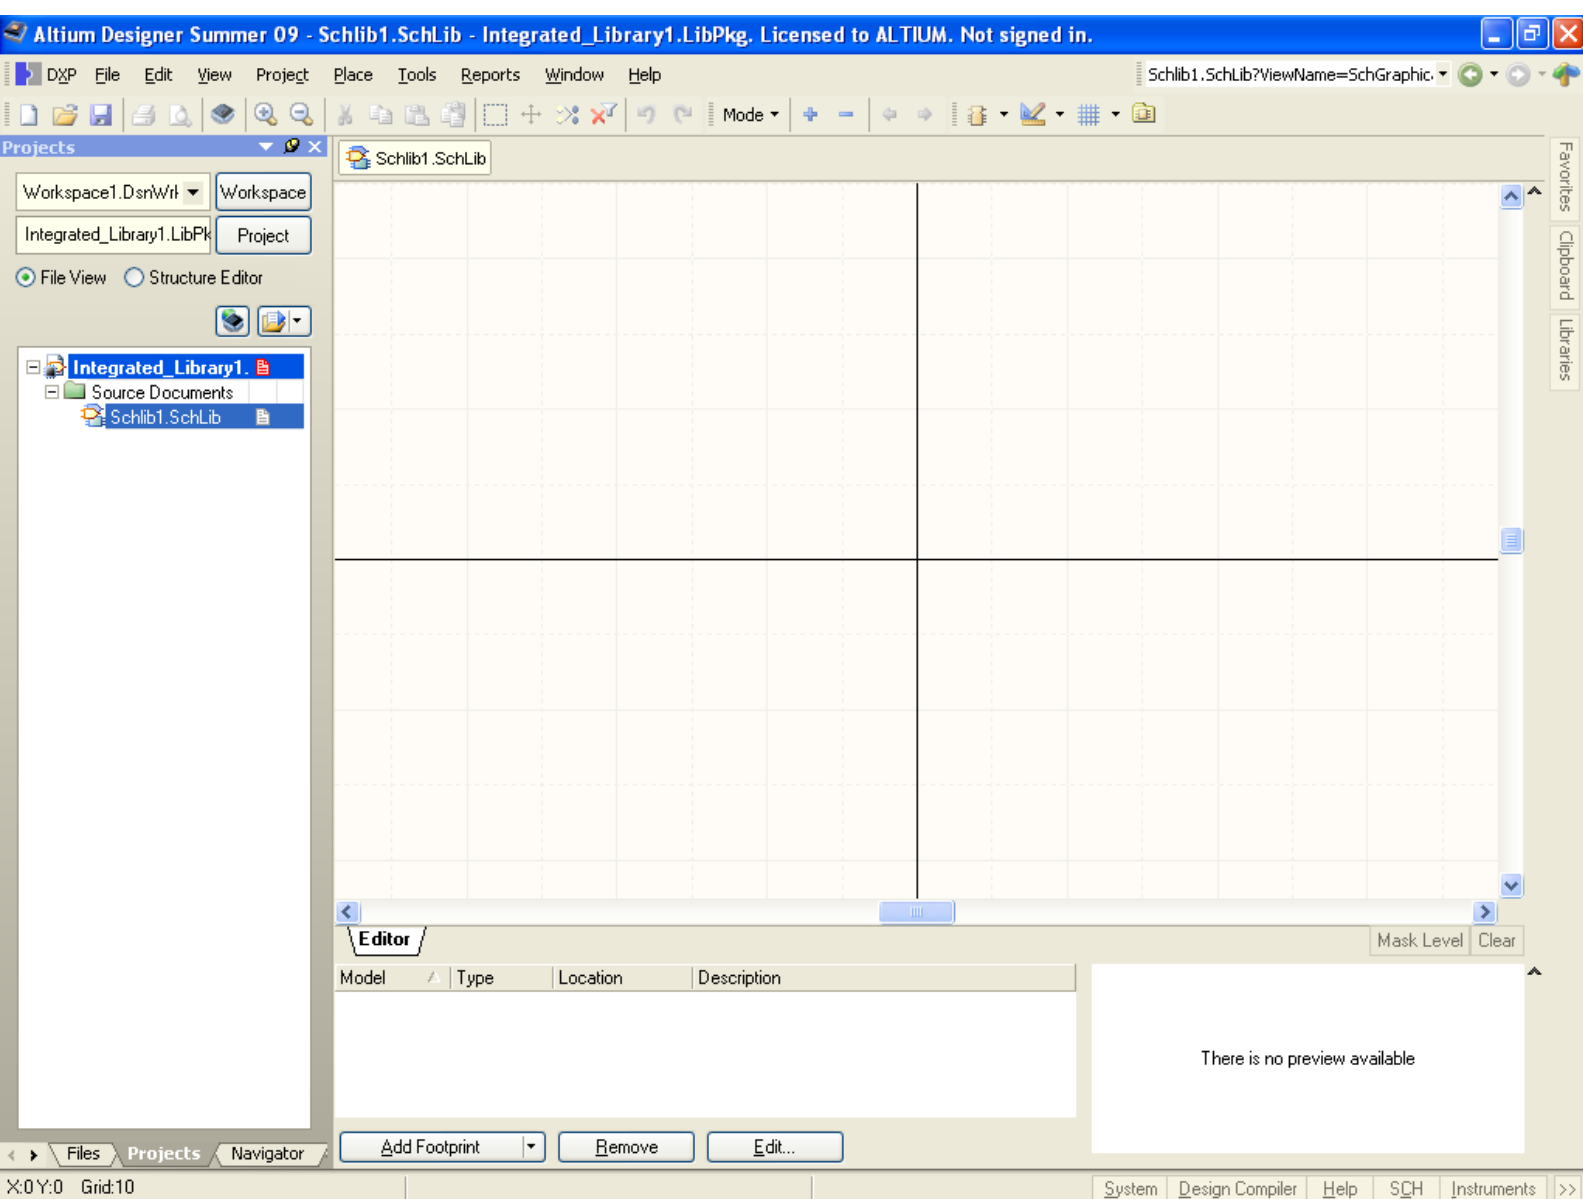 Altium Designer Summer 09 - Schlib1.SchLib - Integrated_Library1.LibPkg. Licensed to ALTIUM. Not signed in.
DXP File Edit View Project Place Tools Reports Window Help
Schlib1.SchLib?ViewName=SchGraphic.
Mode
Projects
Schlib1.SchLib
Workspace1.DsnWrk Workspace
Integrated_Library1.LibPk Project
File View Structure Editor
Integrated_Library1.
Source Documents
Schlib1.SchLib
Favorites
Clipboard
Libraries
Editor
Mask Level Clear
Model Type Location Description
There is no preview available
Add Footprint Remove Edit...
Files Projects Navigator
X:0 Y:0 Grid:10
System Design Compiler Help SCH Instruments >>